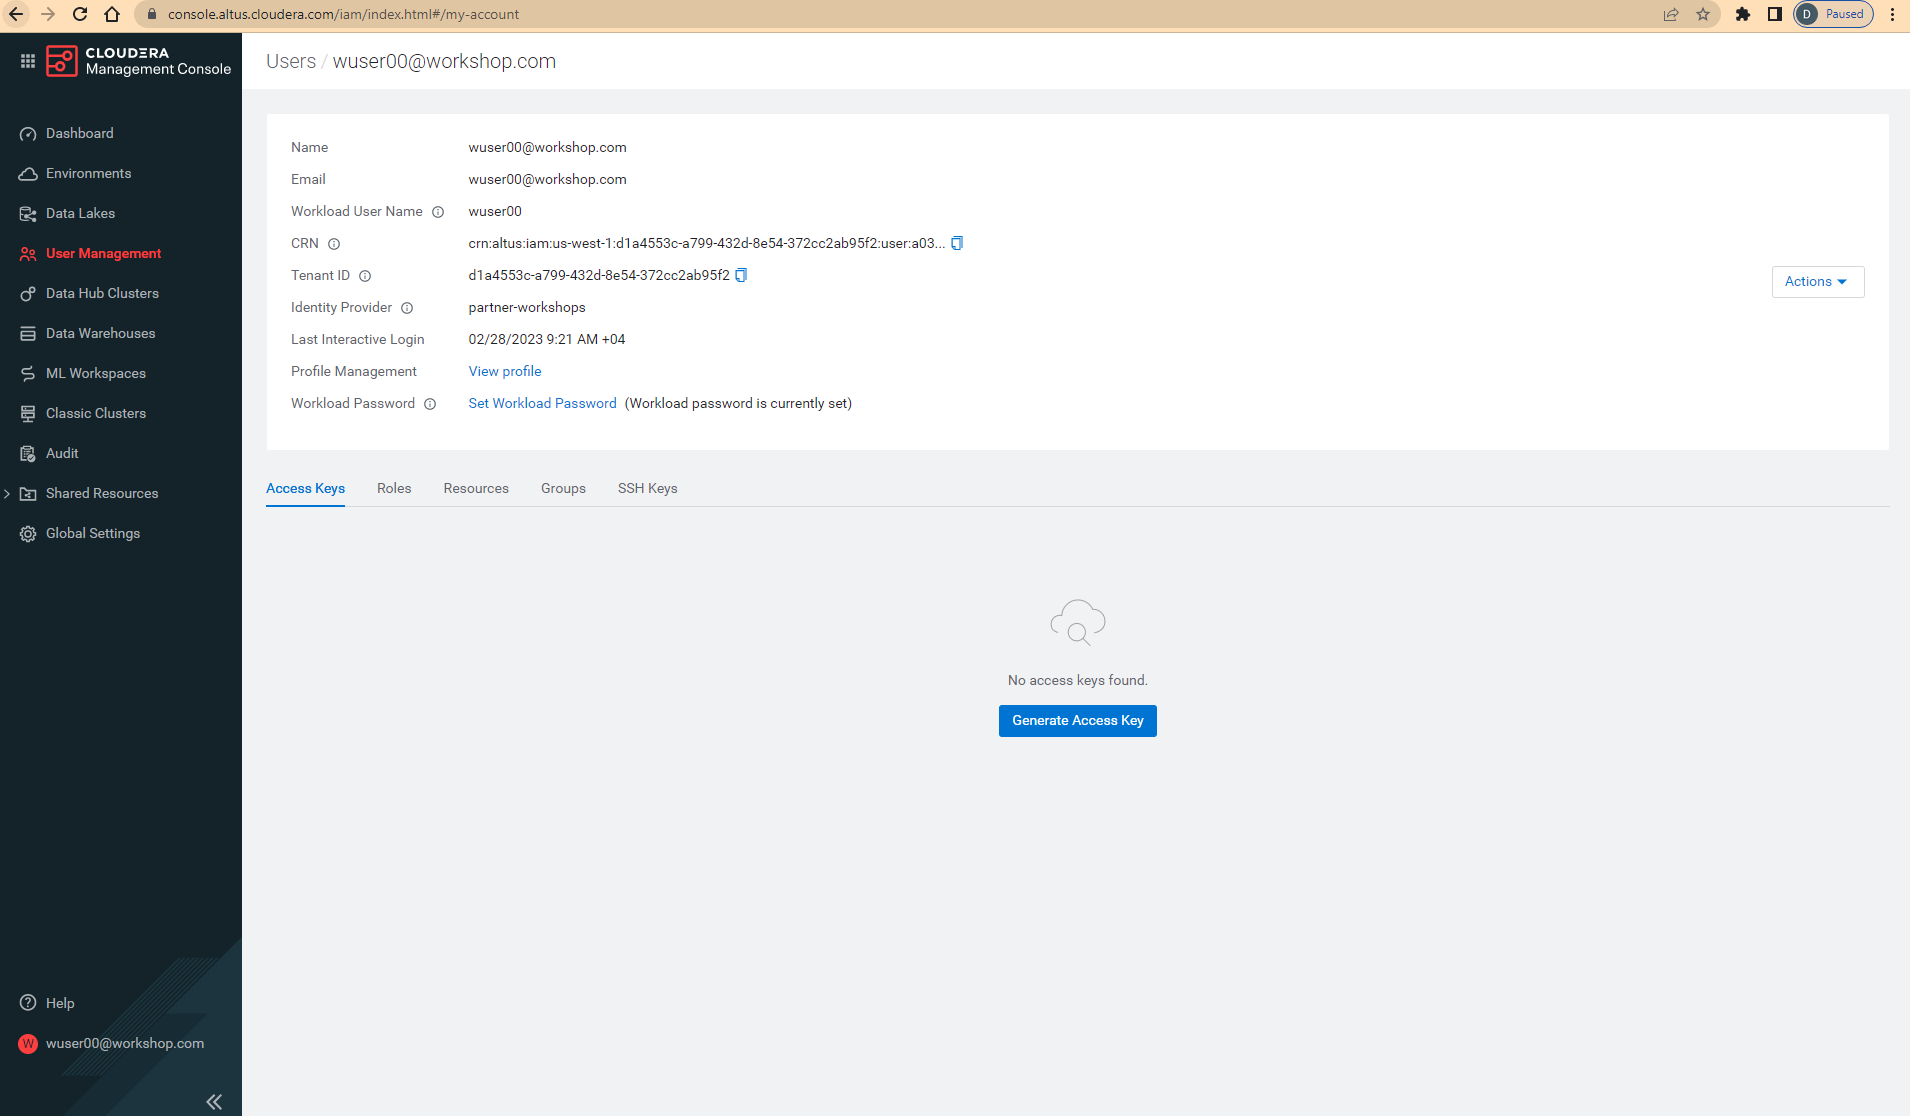 console.altus.cloudera.com/iam/index.html#/my-account
D Paused
CLOUDERA
Management Console
Users / wuser00@workshop.com
Dashboard
Environments
Data Lakes
User Management
Data Hub Clusters
Data Warehouses
ML Workspaces
Classic Clusters
Audit
Shared Resources
Global Settings
Help
W wuser00@workshop.com
Name wuser00@workshop.com
Email wuser00@workshop.com
Workload User Name wuser00
CRN crn:altus:iam:us-west-1:d1a4553c-a799-432d-8e54-372cc2ab95f2:user:a03...
Tenant ID d1a4553c-a799-432d-8e54-372cc2ab95f2
Identity Provider partner-workshops
Last Interactive Login 02/28/2023 9:21 AM +04
Profile Management View profile
Workload Password Set Workload Password (Workload password is currently set)
Actions
Access Keys Roles Resources Groups SSH Keys
No access keys found.
Generate Access Key